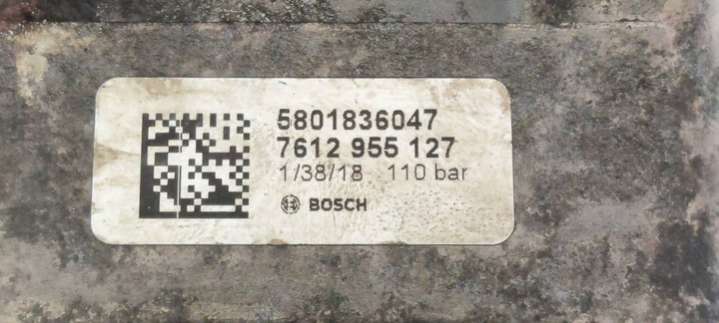 5801836047
7612 955 127
1/38/18 110 bar
BOSCH